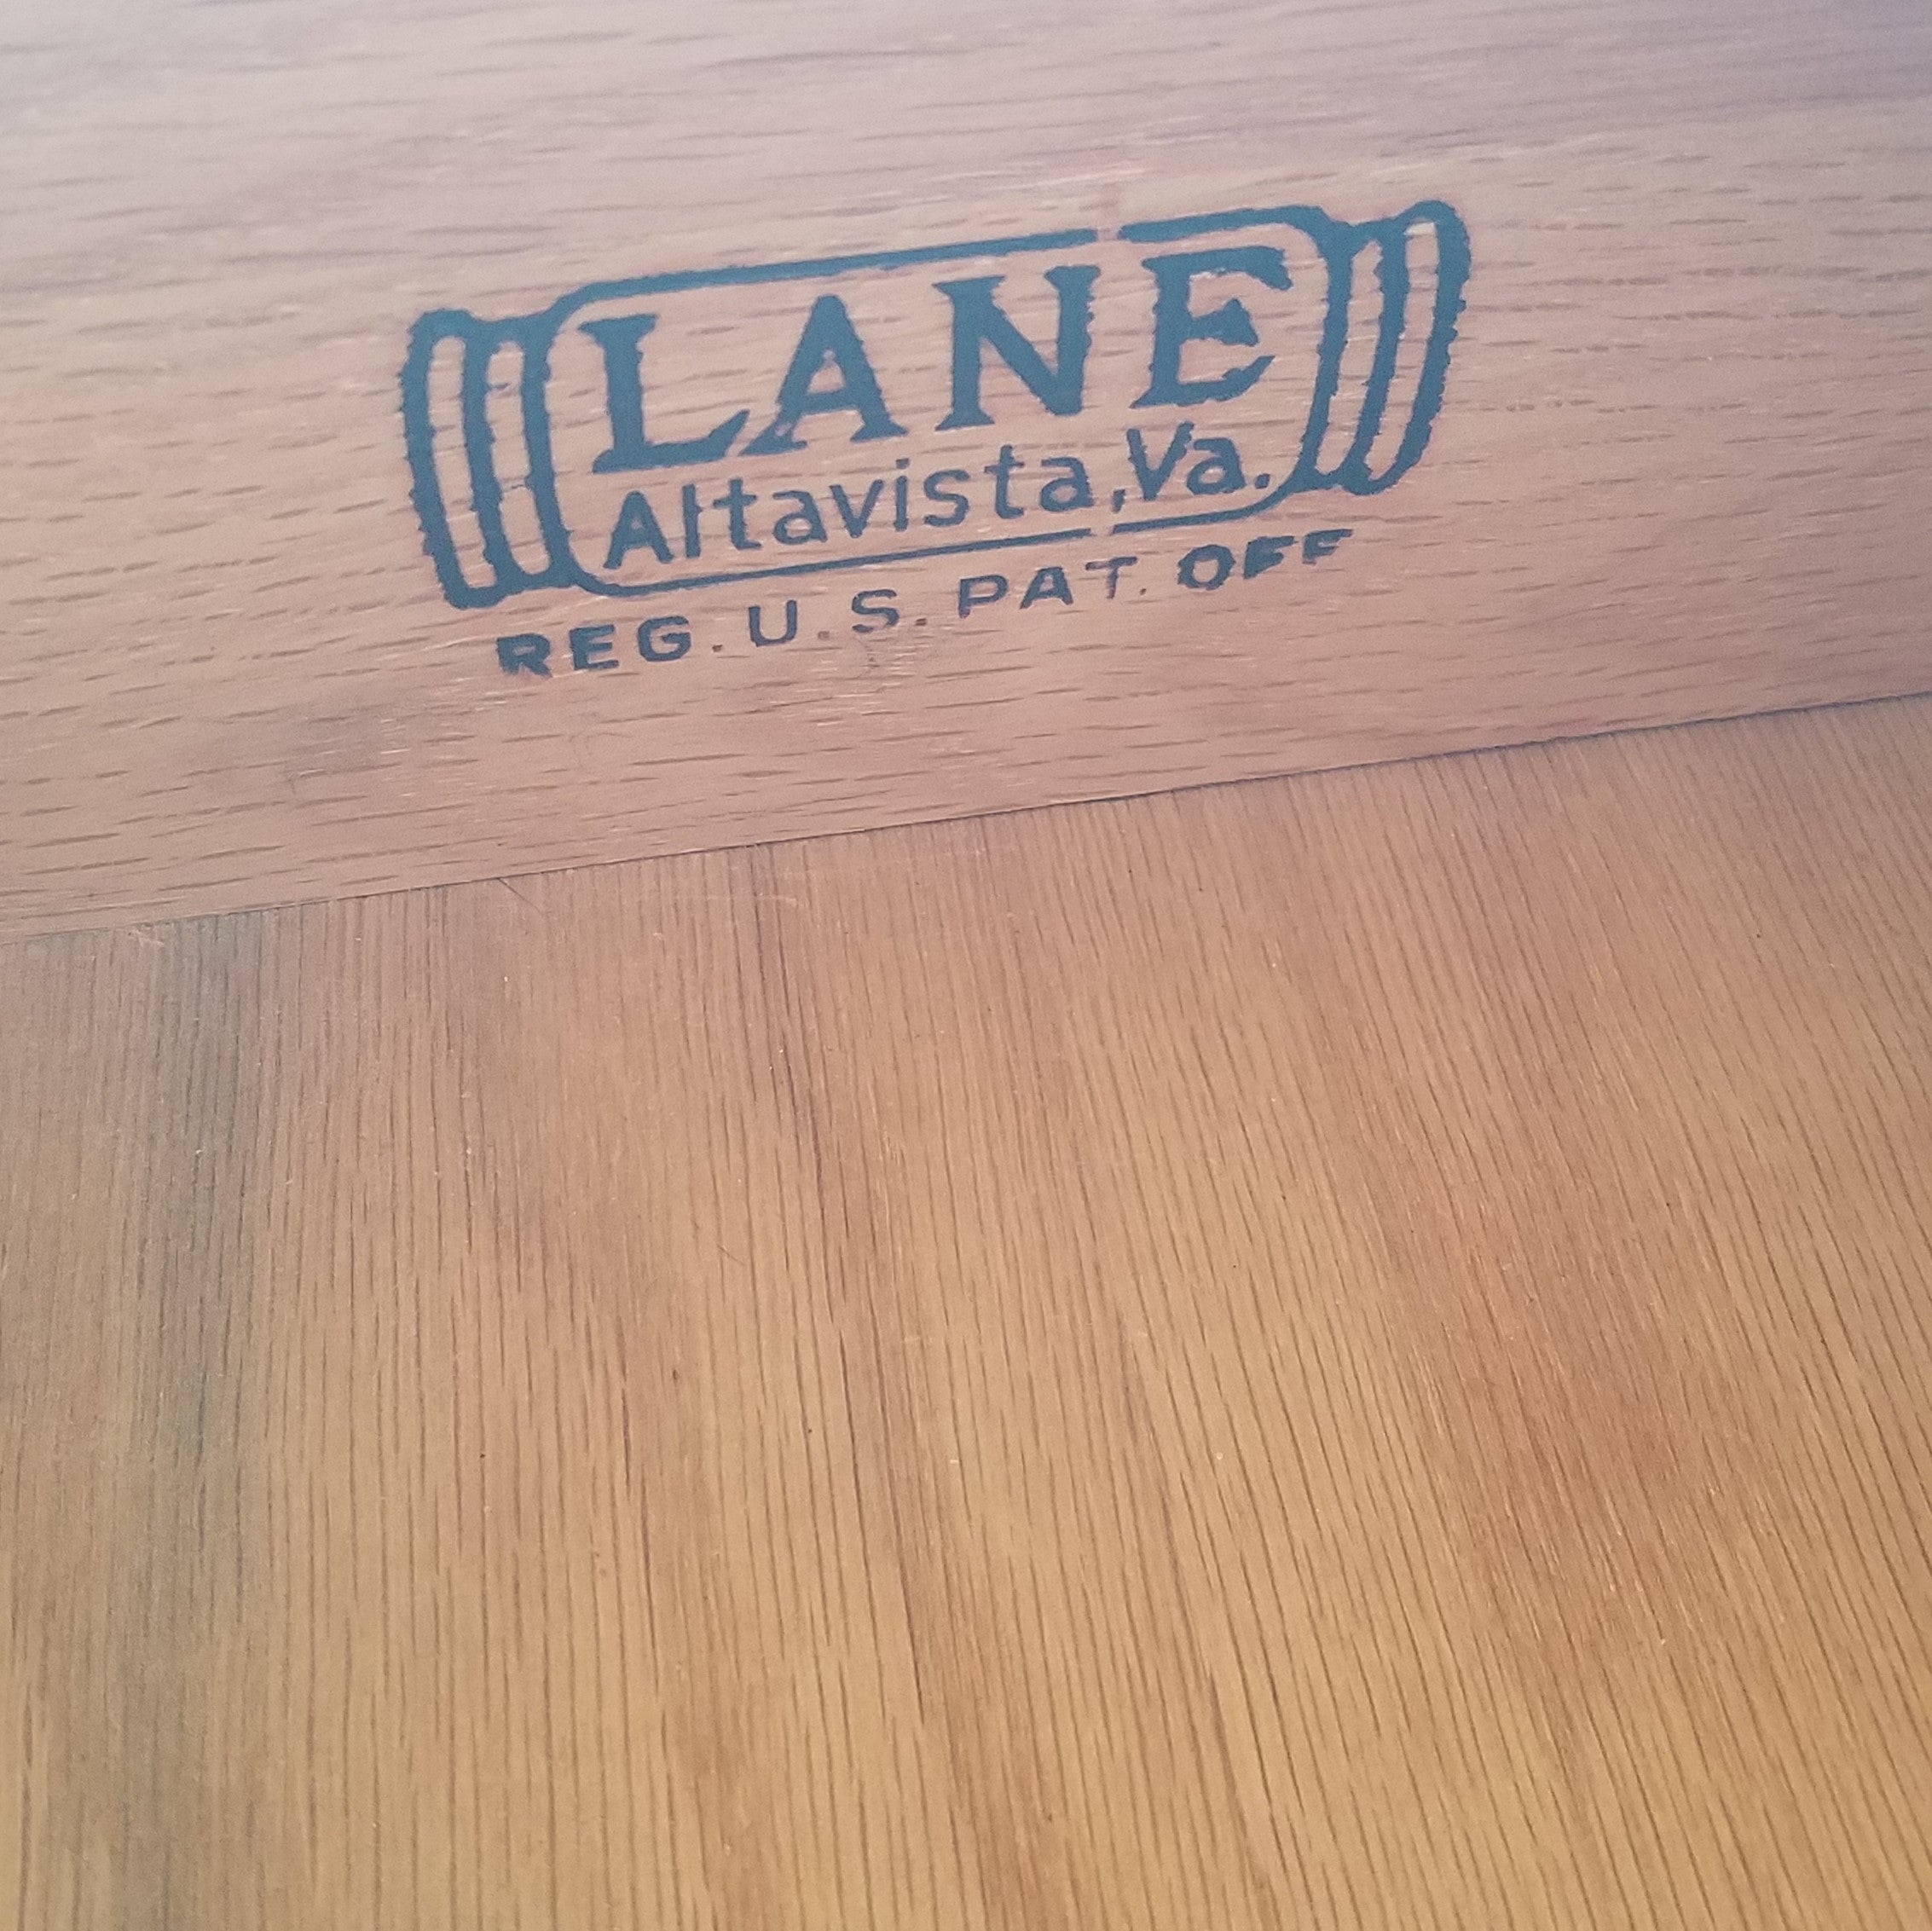 LANE
Altavista,Va.
REG. U.S. PAT. OFF